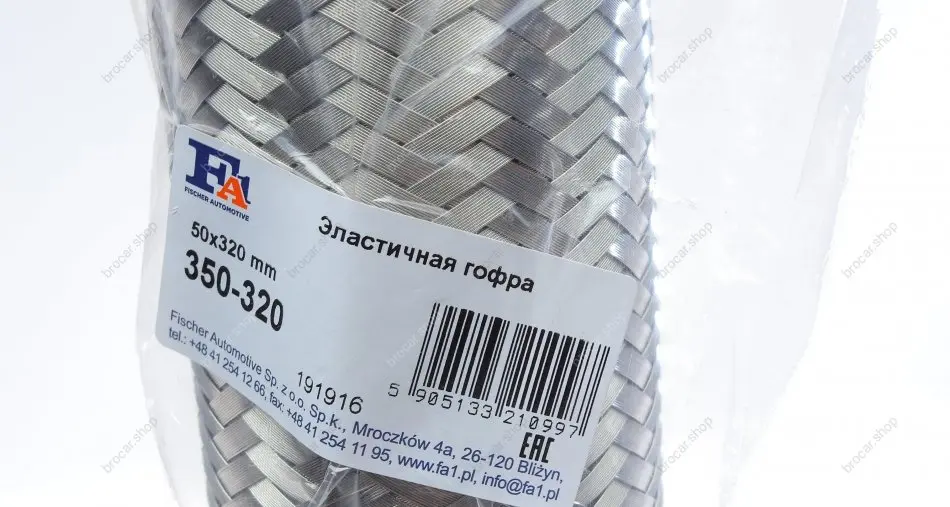 FA1
FISCHER AUTOMOTIVE
Эластичная гофра
50x320 mm
350-320
191916
5 905133 210997
EAC
Fischer Automotive Sp. z o.o. Sp.k., Mroczków 4a, 26-120 Bliżyn,
tel.: +48 41 254 12 66, fax: +48 41 254 11 95, www.fa1.pl, info@fa1.pl
brocar.shop